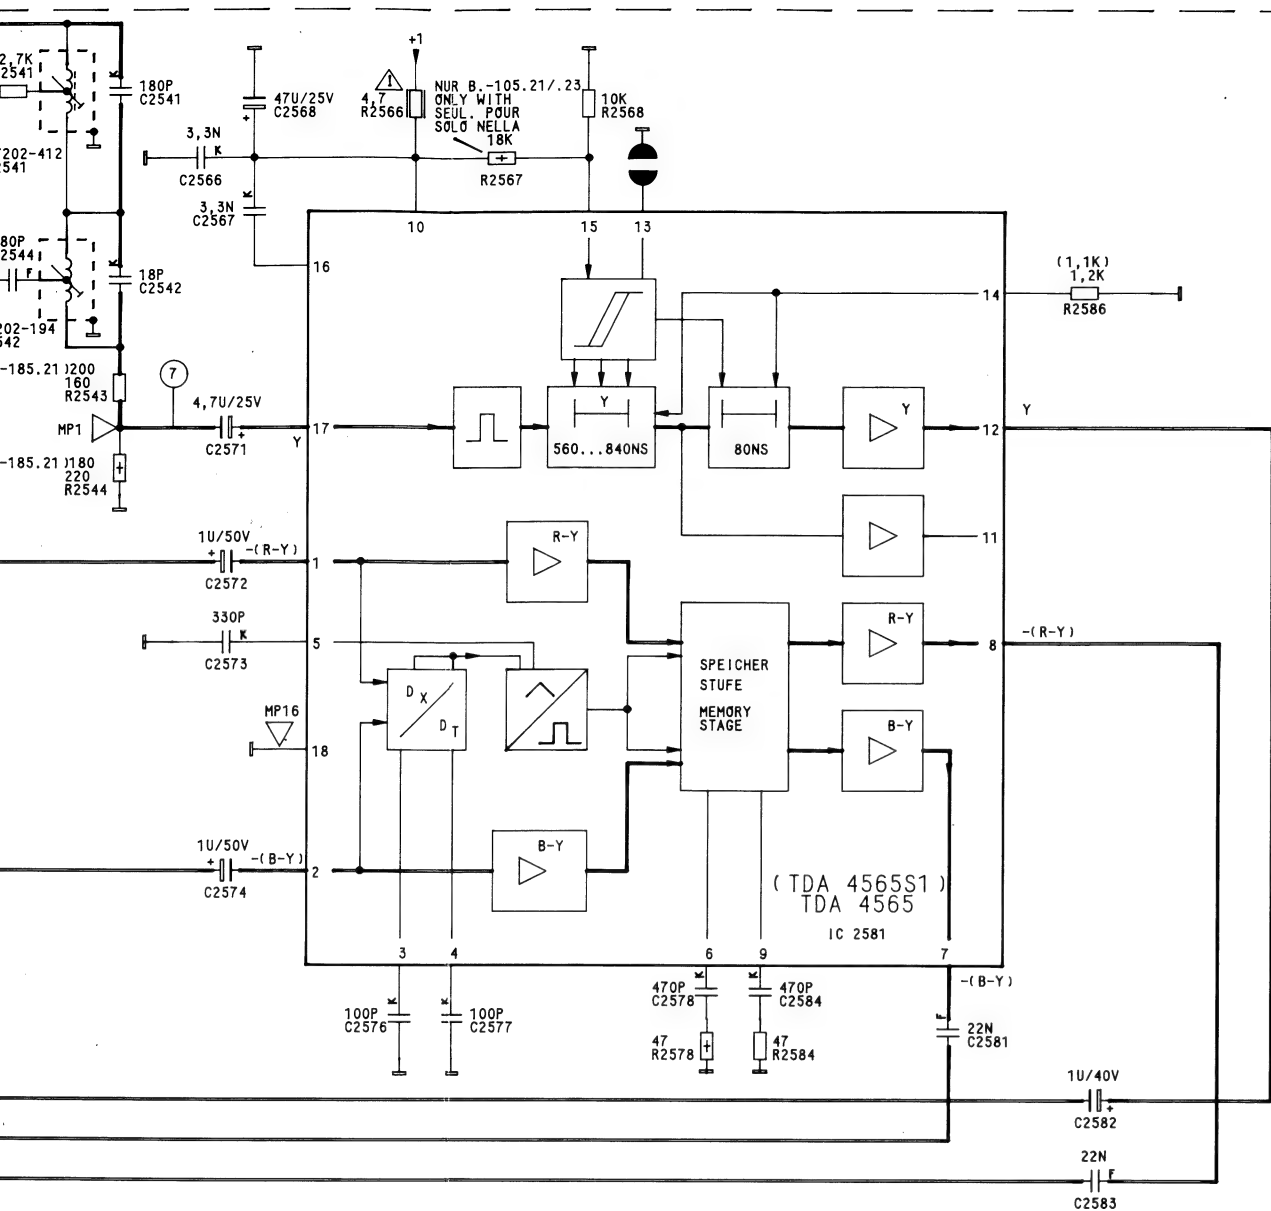 2,7K
2541
180P
C2541
202-412
541
80P
2544
F
K
18P
C2542
202-194
542
-185.21)200
160
R2543
MP1
-185.21)180
220
R2544
7
4,7U/25V
C2571
Y
+1
47U/25V
C2568
4,7
R2566
NUR B.-105.21/.23
ONLY WITH
SEUL. POUR
SOLO NELLA
18K
R2567
10K
R2568
3,3N
K
C2566
3,3N
C2567
K
10
15
13
16
14
(1,1K)
1,2K
R2586
17
Y
560...840NS
80NS
Y
12
Y
11
1U/50V
-(R-Y)
C2572
1
R-Y
330P
K
C2573
5
MP16
18
D X
D T
SPEICHER
STUFE
MEMORY
STAGE
R-Y
8
-(R-Y)
B-Y
1U/50V
-(B-Y)
C2574
2
B-Y
(TDA 4565S1)
TDA 4565
IC 2581
3
4
6
9
7
-(B-Y)
100P
C2576
K
K
100P
C2577
470P
C2578
K
K
470P
C2584
47
R2578
47
R2584
F
22N
C2581
1U/40V
C2582
22N
F
C2583